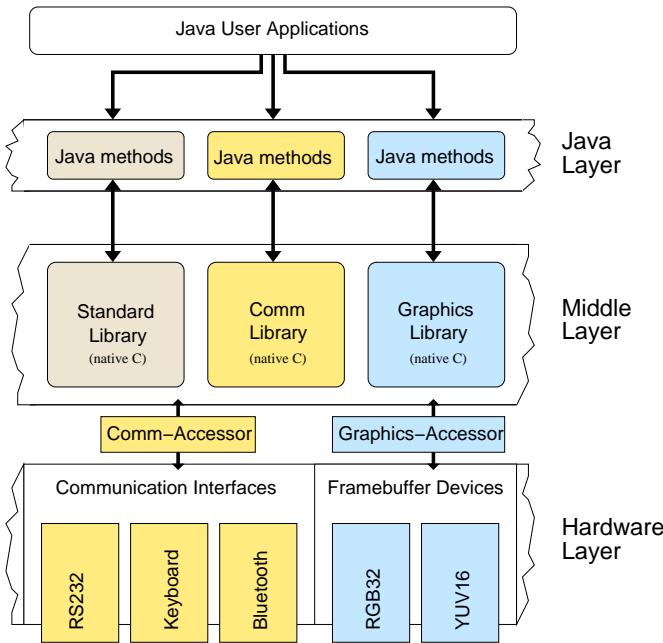 Java User Applications
Java methods
Java methods
Java methods
Java
Layer
Standard
Library
(native C)
Comm
Library
(native C)
Graphics
Library
(native C)
Middle
Layer
Comm−Accessor
Graphics−Accessor
Communication Interfaces
Framebuffer Devices
RS232
Keyboard
Bluetooth
RGB32
YUV16
Hardware
Layer